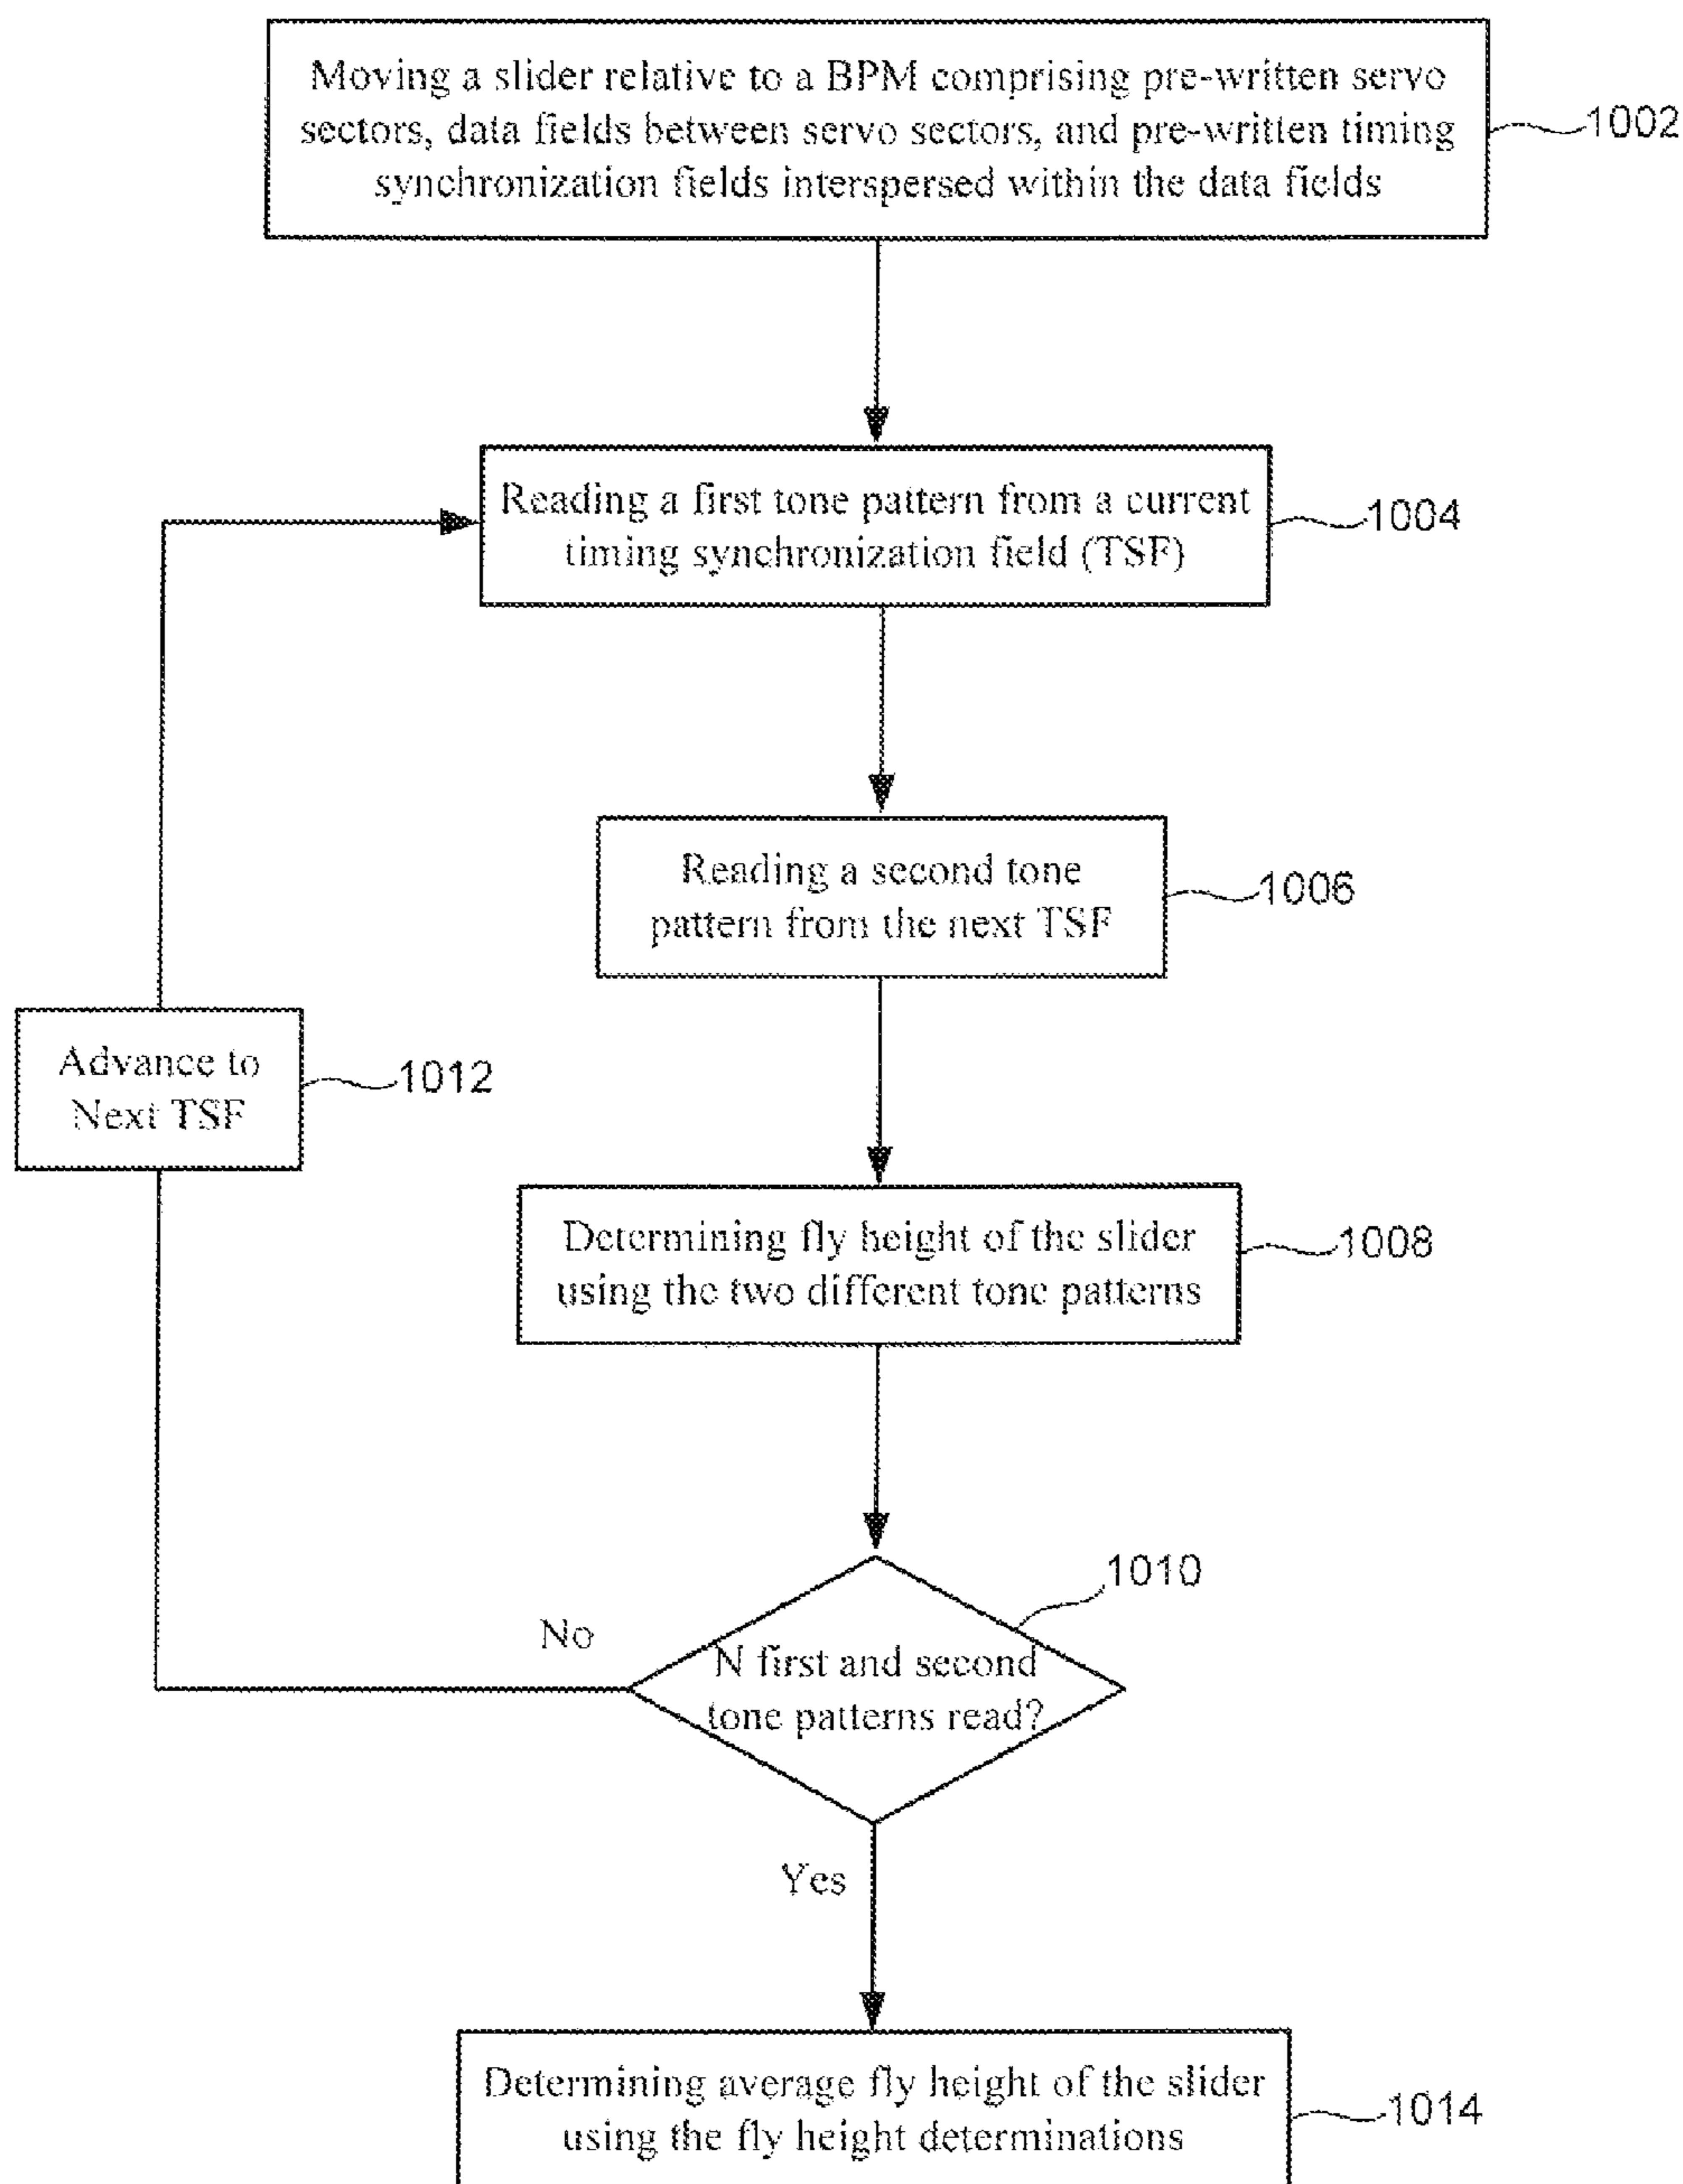 Moving a slider relative to a BPM comprising pre-written servo
sectors, data fields between servo sectors, and pre-written timing
synchronization fields interspersed within the data fields
1002
Reading a first tone pattern from a current
timing synchronization field (TSF)
1004
Reading a second tone
pattern from the next TSF
1006
Advance to
Next TSF
1012
Determining fly height of the slider
using the two different tone patterns
1008
1010
No
N first and second
tone patterns read?
Yes
Determining average fly height of the slider
using the fly height determinations
1014